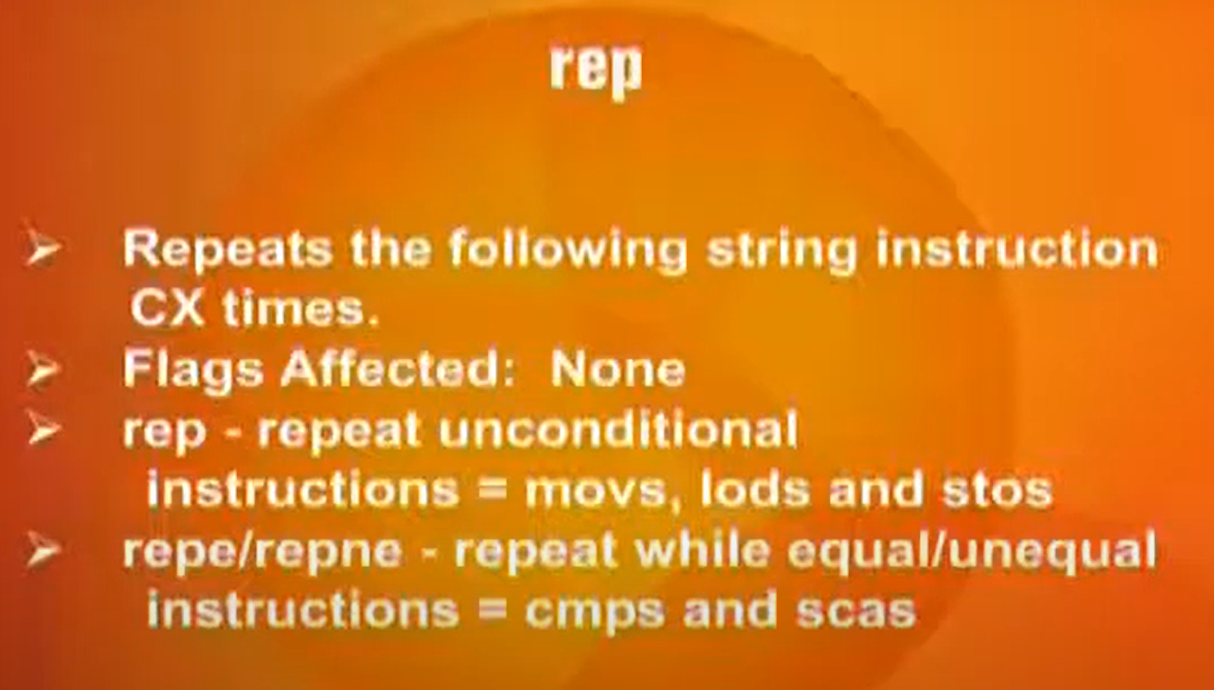 rep
➢ Repeats the following string instruction
CX times.
➢ Flags Affected: None
➢ rep - repeat unconditional
instructions = movs, lods and stos
➢ repe/repne - repeat while equal/unequal
instructions = cmps and scas